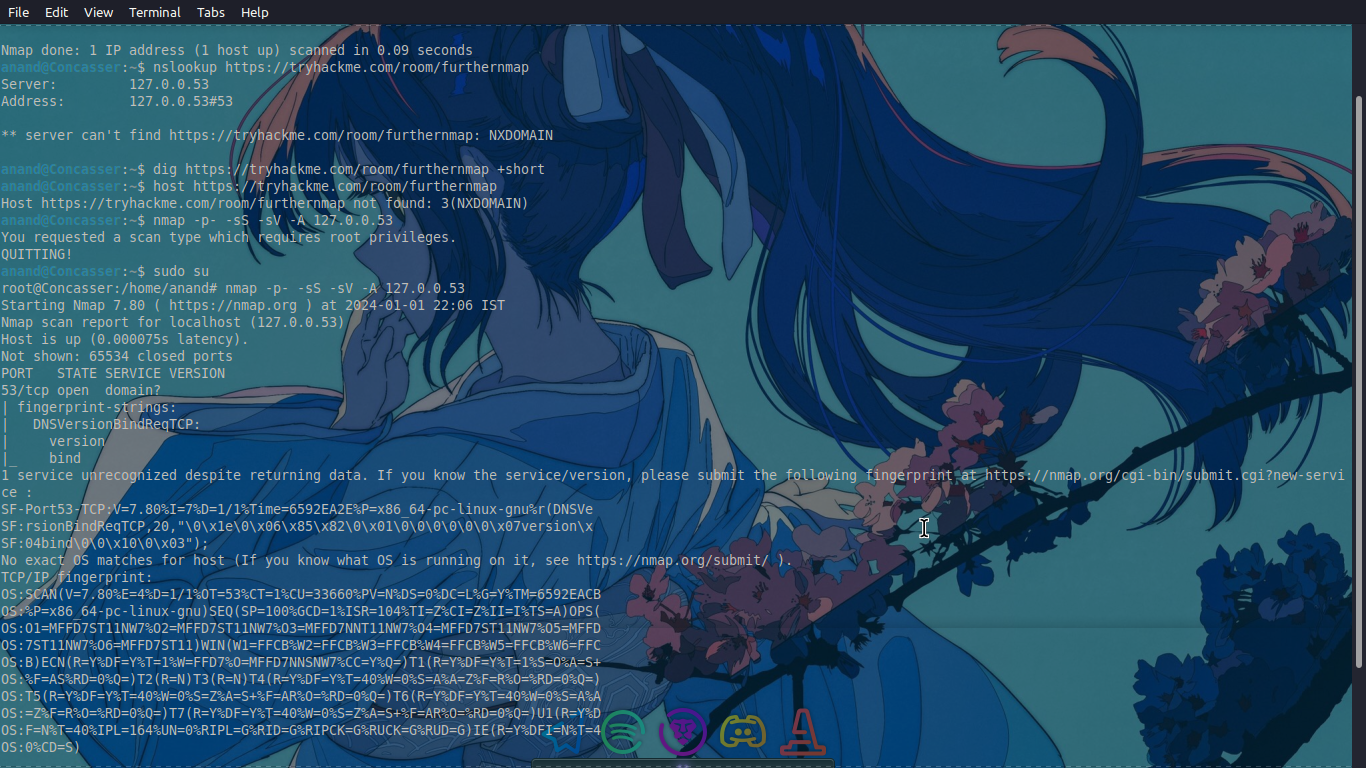 File Edit View Terminal Tabs Help
Nmap done: 1 IP address (1 host up) scanned in 0.09 seconds
anand@Concasser:~$ nslookup https://tryhackme.com/room/furthernmap
Server:         127.0.0.53
Address:        127.0.0.53#53
** server can't find https://tryhackme.com/room/furthernmap: NXDOMAIN
anand@Concasser:~$ dig https://tryhackme.com/room/furthernmap +short
anand@Concasser:~$ host https://tryhackme.com/room/furthernmap
Host https://tryhackme.com/room/furthernmap not found: 3(NXDOMAIN)
anand@Concasser:~$ nmap -p- -sS -sV -A 127.0.0.53
You requested a scan type which requires root privileges.
QUITTING!
anand@Concasser:~$ sudo su
root@Concasser:/home/anand# nmap -p- -sS -sV -A 127.0.0.53
Starting Nmap 7.80 ( https://nmap.org ) at 2024-01-01 22:06 IST
Nmap scan report for localhost (127.0.0.53)
Host is up (0.000075s latency).
Not shown: 65534 closed ports
PORT   STATE SERVICE VERSION
53/tcp open  domain?
| fingerprint-strings:
|   DNSVersionBindReqTCP:
|     version
|_    bind
1 service unrecognized despite returning data. If you know the service/version, please submit the following fingerprint at https://nmap.org/cgi-bin/submit.cgi?new-servi
ce :
SF-Port53-TCP:V=7.80%I=7%D=1/1%Time=6592EA2E%P=x86_64-pc-linux-gnu%r(DNSVe
SF:rsionBindReqTCP,20,"\0\x1e\0\x06\x85\x82\0\x01\0\0\0\0\0\0\x07version\x
SF:04bind\0\0\x10\0\x03");
No exact OS matches for host (If you know what OS is running on it, see https://nmap.org/submit/ ).
TCP/IP fingerprint:
OS:SCAN(V=7.80%E=4%D=1/1%OT=53%CT=1%CU=33660%PV=N%DS=0%DC=L%G=Y%TM=6592EACB
OS:%P=x86_64-pc-linux-gnu)SEQ(SP=100%GCD=1%ISR=104%TI=Z%CI=Z%II=I%TS=A)OPS(
OS:O1=MFFD7ST11NW7%O2=MFFD7ST11NW7%O3=MFFD7NNT11NW7%O4=MFFD7ST11NW7%O5=MFFD
OS:7ST11NW7%O6=MFFD7ST11)WIN(W1=FFCB%W2=FFCB%W3=FFCB%W4=FFCB%W5=FFCB%W6=FFC
OS:B)ECN(R=Y%DF=Y%T=1%W=FFD7%O=MFFD7NNSNW7%CC=Y%Q=)T1(R=Y%DF=Y%T=1%S=O%A=S+
OS:%F=AS%RD=0%Q=)T2(R=N)T3(R=N)T4(R=Y%DF=Y%T=40%W=0%S=A%A=Z%F=R%O=%RD=0%Q=)
OS:T5(R=Y%DF=Y%T=40%W=0%S=Z%A=S+%F=AR%O=%RD=0%Q=)T6(R=Y%DF=Y%T=40%W=0%S=A%A
OS:=Z%F=R%O=%RD=0%Q=)T7(R=Y%DF=Y%T=40%W=0%S=Z%A=S+%F=AR%O=%RD=0%Q=)U1(R=Y%D
OS:F=N%T=40%IPL=164%UN=0%RIPL=G%RID=G%RIPCK=G%RUCK=G%RUD=G)IE(R=Y%DFI=N%T=4
OS:0%CD=S)